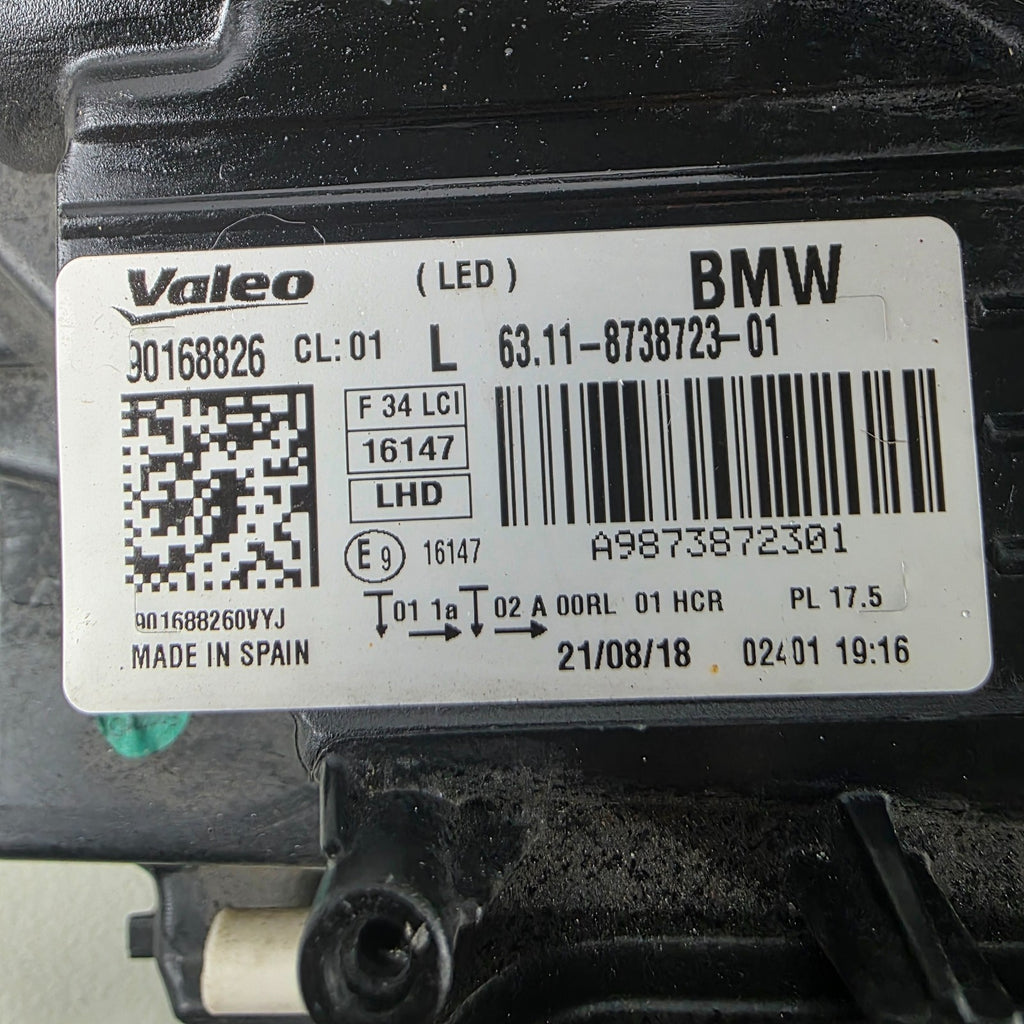 Valeo (LED) BMW
90168826 CL:01 L 63.11-8738723-01
F 34 LCI
16147
LHD
A9873872301
E9 16147
901688260VYJ
01 1a 02 A 00RL 01 HCR PL 17.5
MADE IN SPAIN 21/08/18 02401 19:16